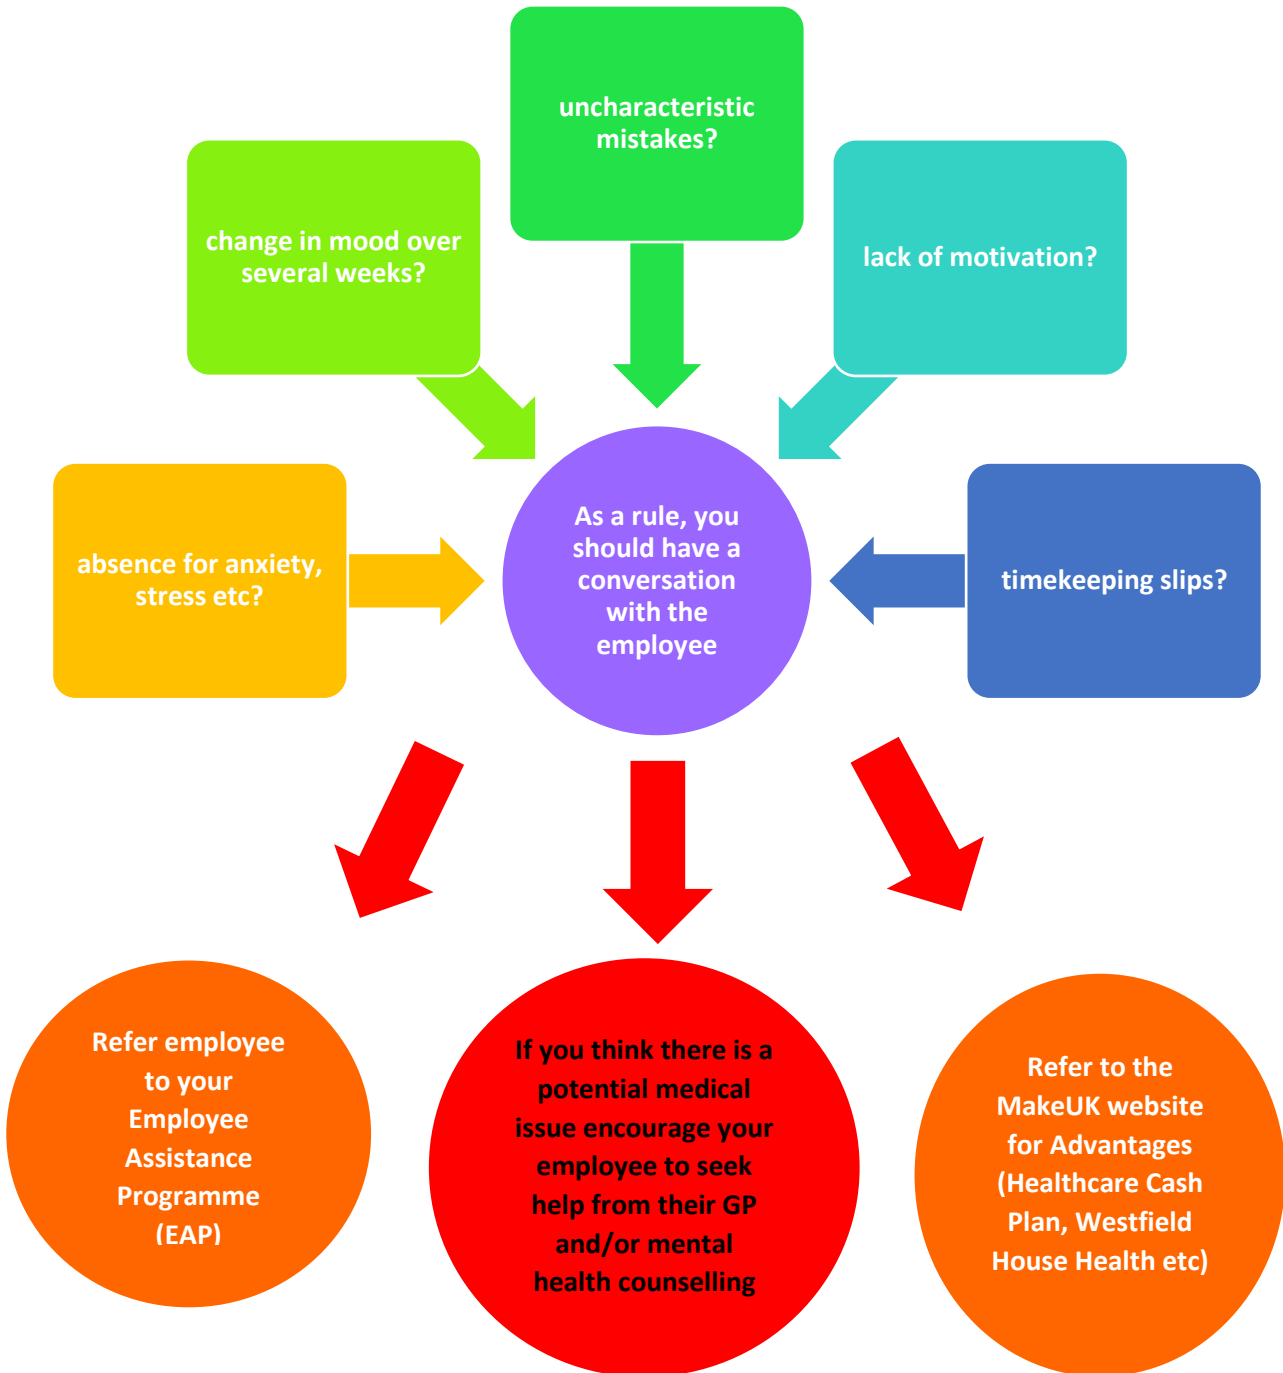 uncharacteristic
mistakes?
change in mood over
several weeks?
lack of motivation?
absence for anxiety,
stress etc?
As a rule, you
should have a
conversation
with the
employee
timekeeping slips?
Refer employee
to your
Employee
Assistance
Programme
(EAP)
If you think there is a
potential medical
issue encourage your
employee to seek
help from their GP
and/or mental
health counselling
Refer to the
MakeUK website
for Advantages
(Healthcare Cash
Plan, Westfield
House Health etc)